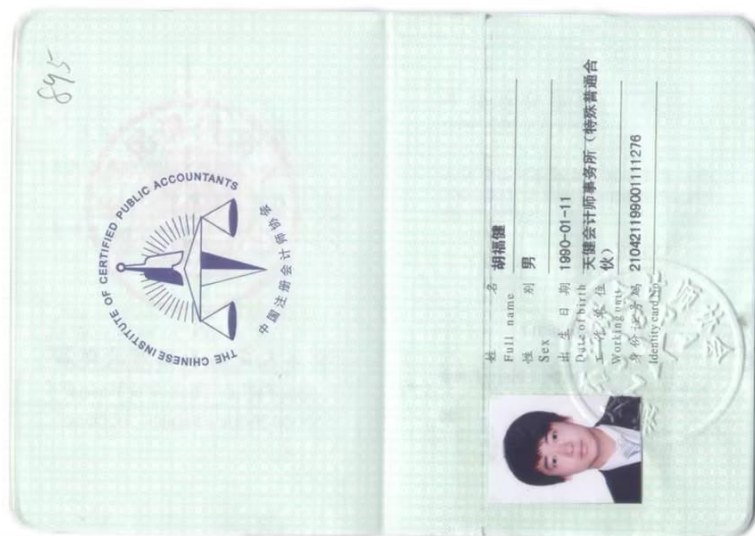 895
THE CHINESE INSTITUTE OF CERTIFIED PUBLIC ACCOUNTANTS
中国注册会计师协会
姓 名 胡福健
Full name
性 别 男
Sex
出 生 日 期 1990-01-11
Date of birth
工 作 单 位 天健会计师事务所（特殊普通合
Working unit 伙）
身份证号码 210421199001111276
Identity card No.